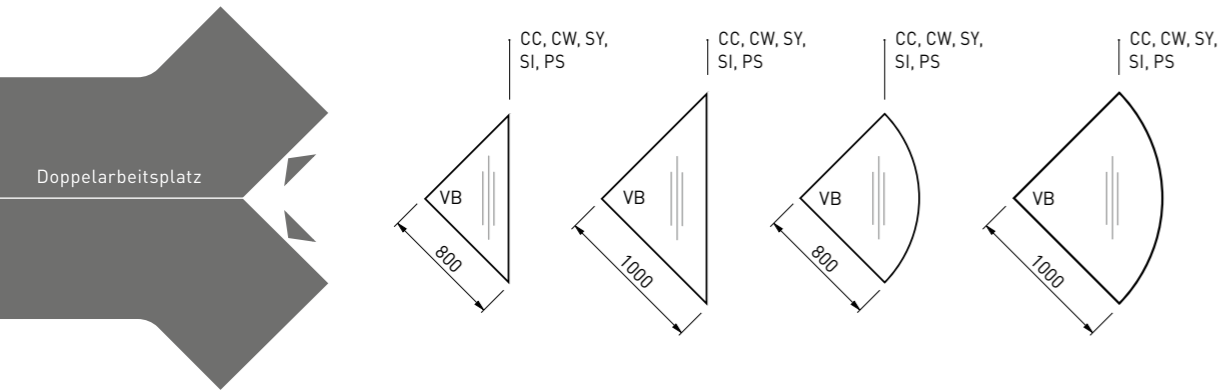 Doppelarbeitsplatz
CC, CW, SY,
SI, PS
VB
800
CC, CW, SY,
SI, PS
VB
1000
CC, CW, SY,
SI, PS
VB
800
CC, CW, SY,
SI, PS
VB
1000